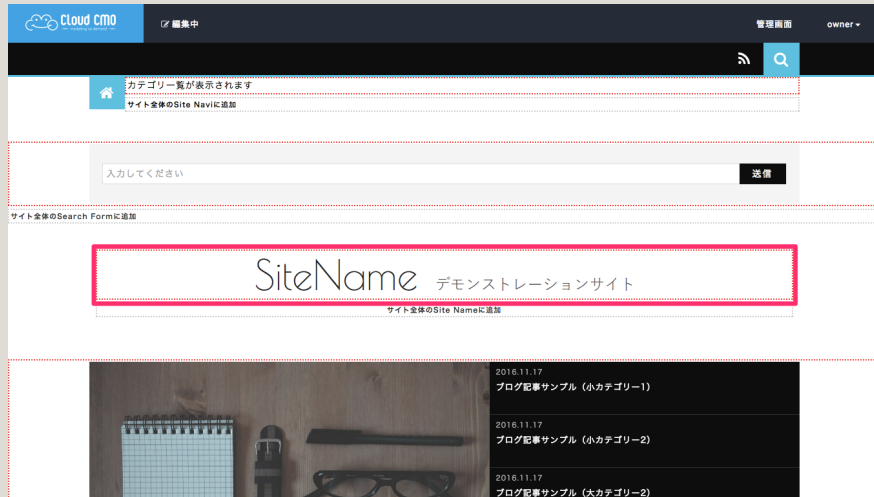 Cloud CMO
編集中
管理画面
owner
カテゴリ一覧が表示されます
サイト全体のSite Naviに追加
入力してください
送信
サイト全体のSearch Formに追加
SiteName デモンストレーションサイト
サイト全体のSite Nameに追加
2016.11.17
ブログ記事サンプル（小カテゴリー1）
2016.11.17
ブログ記事サンプル（小カテゴリー2）
2016.11.17
ブログ記事サンプル（大カテゴリー2）